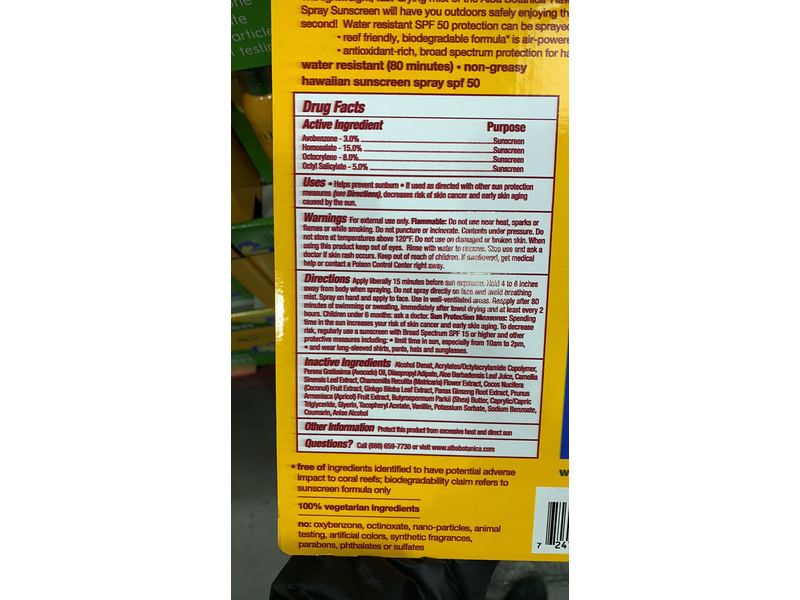 te
article
testin
Spray Sunscreen will have you outdoors safely enjoying th
second! Water resistant SPF 50 protection can be sprayed
• reef friendly, biodegradable formula* is air-powere
• antioxidant-rich, broad spectrum protection for ha
water resistant (80 minutes) • non-greasy
hawaiian sunscreen spray spf 50
Drug Facts
Active Ingredient Purpose
Avobenzone - 3.0% Sunscreen
Homosalate - 15.0% Sunscreen
Octocrylene - 8.0% Sunscreen
Octyl Salicylate - 5.0% Sunscreen
Uses • Helps prevent sunburn • If used as directed with other sun protection
measures (see Directions), decreases risk of skin cancer and early skin aging
caused by the sun.
Warnings For external use only. Flammable: Do not use near heat, sparks or
flames or while smoking. Do not puncture or incinerate. Contents under pressure. Do
not store at temperatures above 120°F. Do not use on damaged or broken skin. When
using this product keep out of eyes. Rinse with water to remove. Stop use and ask a
doctor if skin rash occurs. Keep out of reach of children. If swallowed, get medical
help or contact a Poison Control Center right away.
Directions Apply liberally 15 minutes before sun exposure. Hold 4 to 6 inches
away from body when spraying. Do not spray directly on face and avoid breathing
mist. Spray on hand and apply to face. Use in well-ventilated areas. Reapply after 80
minutes of swimming or sweating, immediately after towel drying and at least every 2
hours. Children under 6 months: ask a doctor. Sun Protection Measures: Spending
time in the sun increases your risk of skin cancer and early skin aging. To decrease
risk, regularly use a sunscreen with Broad Spectrum SPF 15 or higher and other
protective measures including: • limit time in sun, especially from 10am to 2pm,
• and wear long-sleeved shirts, pants, hats and sunglasses.
Inactive Ingredients Alcohol Denat, Acrylates/Octylacrylamide Copolymer,
Persea Gratissima (Avocado) Oil, Diisopropyl Adipate, Aloe Barbadensis Leaf Juice, Camellia
Sinensis Leaf Extract, Chamomilla Recutita (Matricaria) Flower Extract, Cocos Nucifera
(Coconut) Fruit Extract, Ginkgo Biloba Leaf Extract, Panax Ginseng Root Extract, Prunus
Armeniaca (Apricot) Fruit Extract, Butyrospermum Parkii (Shea) Butter, Caprylic/Capric
Triglyceride, Glyerin, Tocopheryl Acetate, Vanillin, Potassium Sorbate, Sodium Benzoate,
Coumarin, Anise Alcohol
Other Information Protect this product from excessive heat and direct sun
Questions? Call (888) 659-7730 or visit www.albabotanica.com
*free of ingredients identified to have potential adverse
impact to coral reefs; biodegradability claim refers to
sunscreen formula only
100% vegetarian ingredients
no: oxybenzone, octinoxate, nano-particles, animal
testing, artificial colors, synthetic fragrances,
parabens, phthalates or sulfates
w
7 24